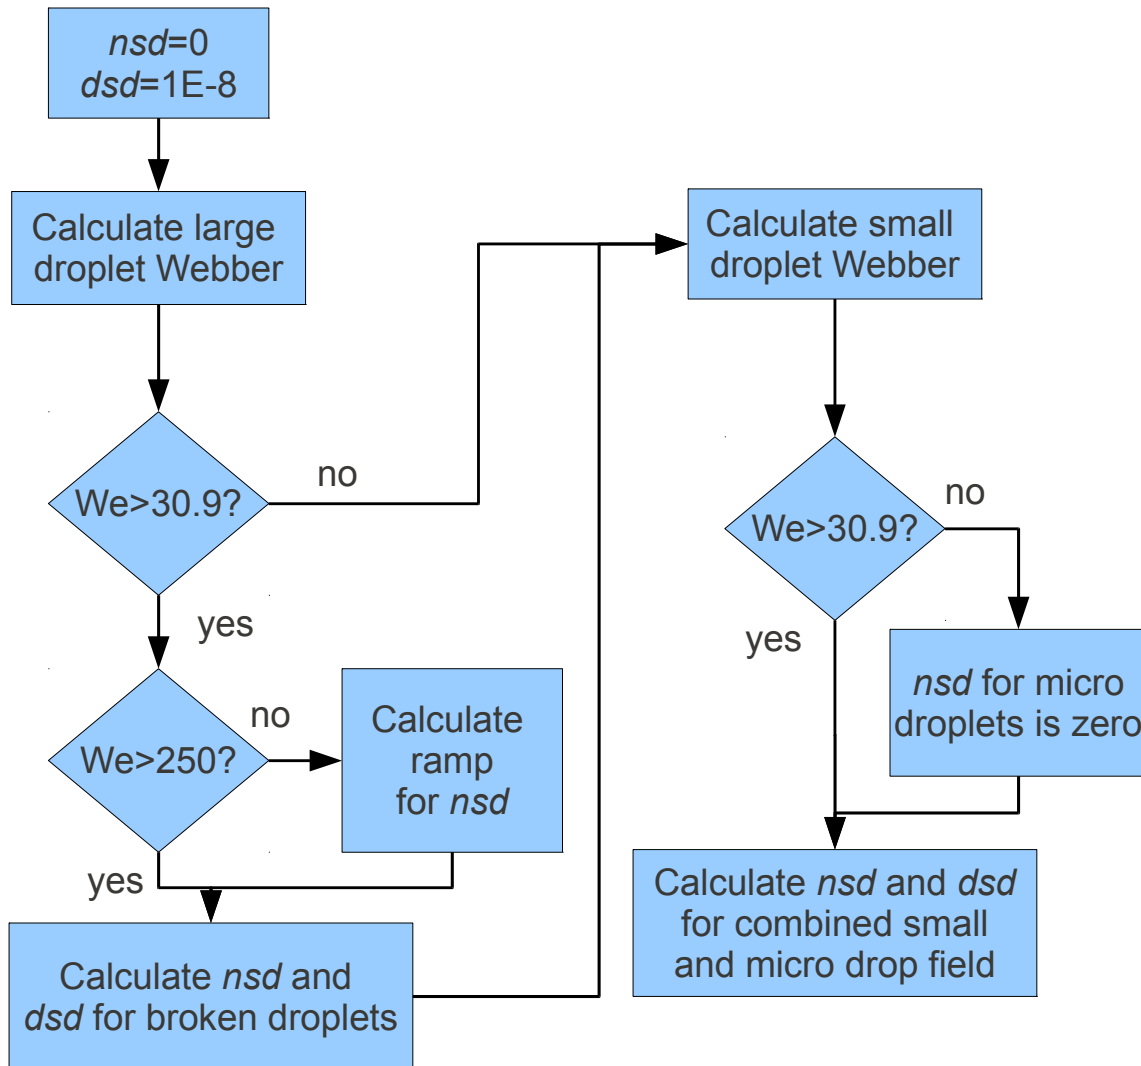 nsd=0
dsd=1E-8
Calculate large
droplet Webber
We>30.9?
no
yes
We>250?
no
yes
Calculate
ramp
for nsd
Calculate nsd and
dsd for broken droplets
Calculate small
droplet Webber
We>30.9?
no
yes
nsd for micro
droplets is zero
Calculate nsd and dsd
for combined small
and micro drop field